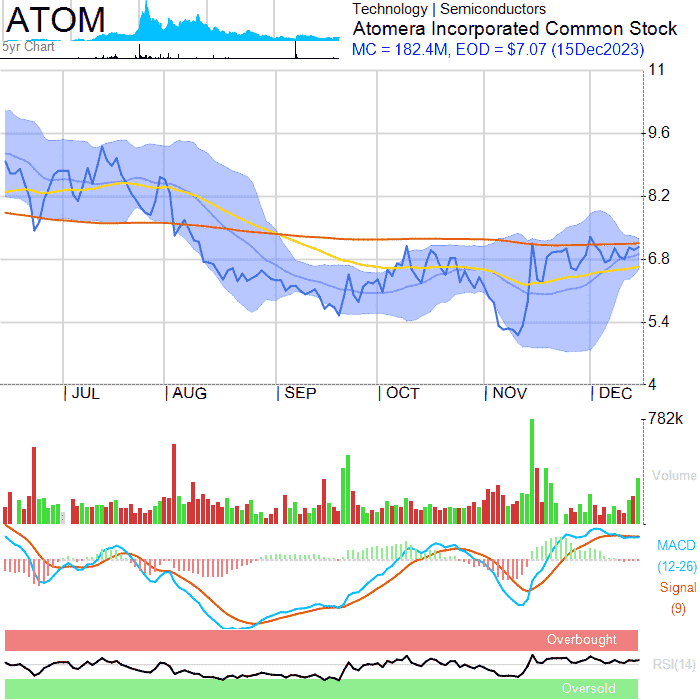 ATOM
5yr Chart
Technology | Semiconductors
Atomera Incorporated Common Stock
MC = 182.4M, EOD = $7.07 (15Dec2023)
11
9.6
8.2
6.8
5.4
4
JUL AUG SEP OCT NOV DEC
782k
Volume
MACD
(12-26)
Signal
(9)
Overbought
RSI(14)
Oversold